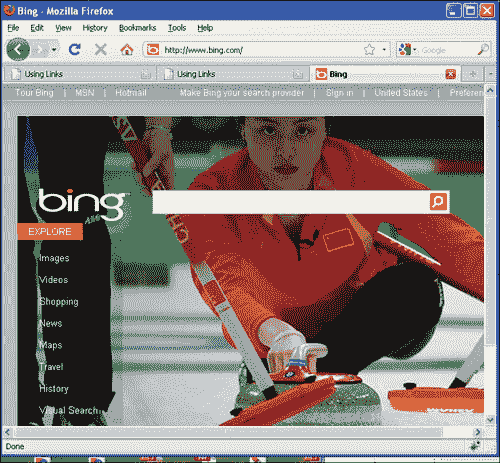 Bing - Mozilla Firefox
File Edit View History Bookmarks Tools Help
http://www.bing.com/ Google
Using Links Using Links Bing
Tour Bing | MSN | Hotmail Make Bing your search provider | Sign in | United States | Preferen
bing
EXPLORE
Images
Videos
Shopping
News
Maps
Travel
History
Visual Search
Done